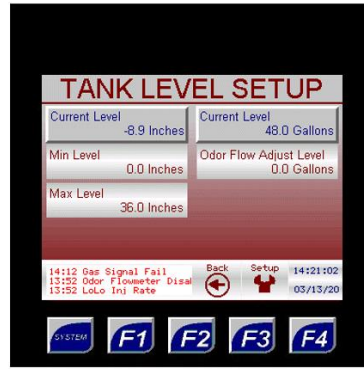 TANK LEVEL SETUP
Current Level
-8.9 Inches
Current Level
48.0 Gallons
Min Level
0.0 Inches
Odor Flow Adjust Level
0.0 Gallons
Max Level
36.0 Inches
14:12 Gas Signal Fail
13:52 Odor Flowmeter Disa
13:52 LoLo Inj Rate
Back
Setup
14:21:02
03/13/20
SYSTEM
F1
F2
F3
F4